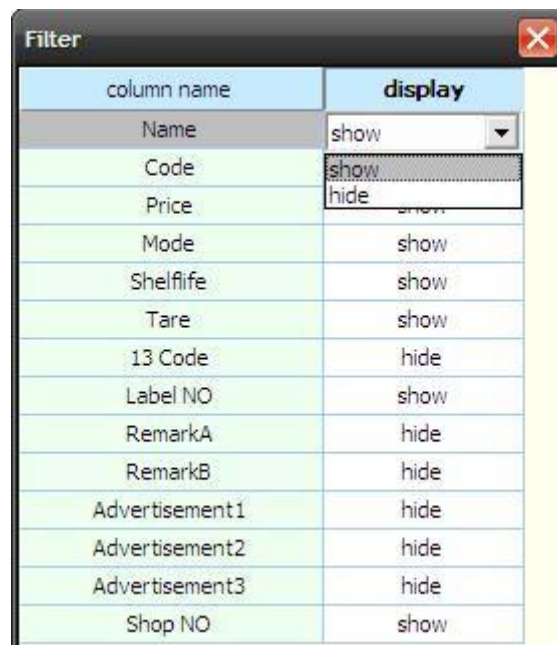 Filter
column name display
Name show
Code show
Price hide
Mode show
Shelflife show
Tare show
13 Code hide
Label NO show
RemarkA hide
RemarkB hide
Advertisement1 hide
Advertisement2 hide
Advertisement3 hide
Shop NO show